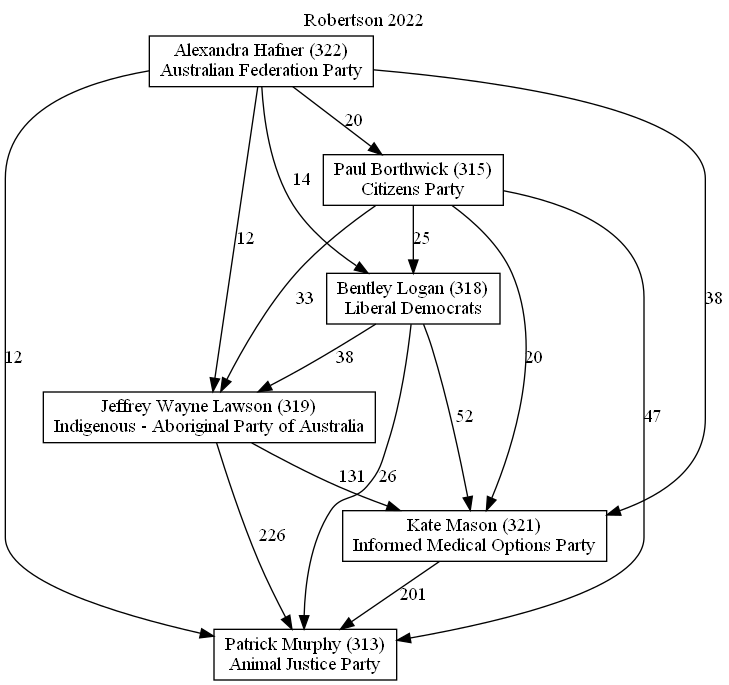 Robertson 2022
Alexandra Hafner (322)
Australian Federation Party
20
Paul Borthwick (315)
Citizens Party
14
12
25
Bentley Logan (318)
Liberal Democrats
33
38
12
38
20
Jeffrey Wayne Lawson (319)
Indigenous - Aboriginal Party of Australia
52
47
131
26
Kate Mason (321)
Informed Medical Options Party
226
201
Patrick Murphy (313)
Animal Justice Party